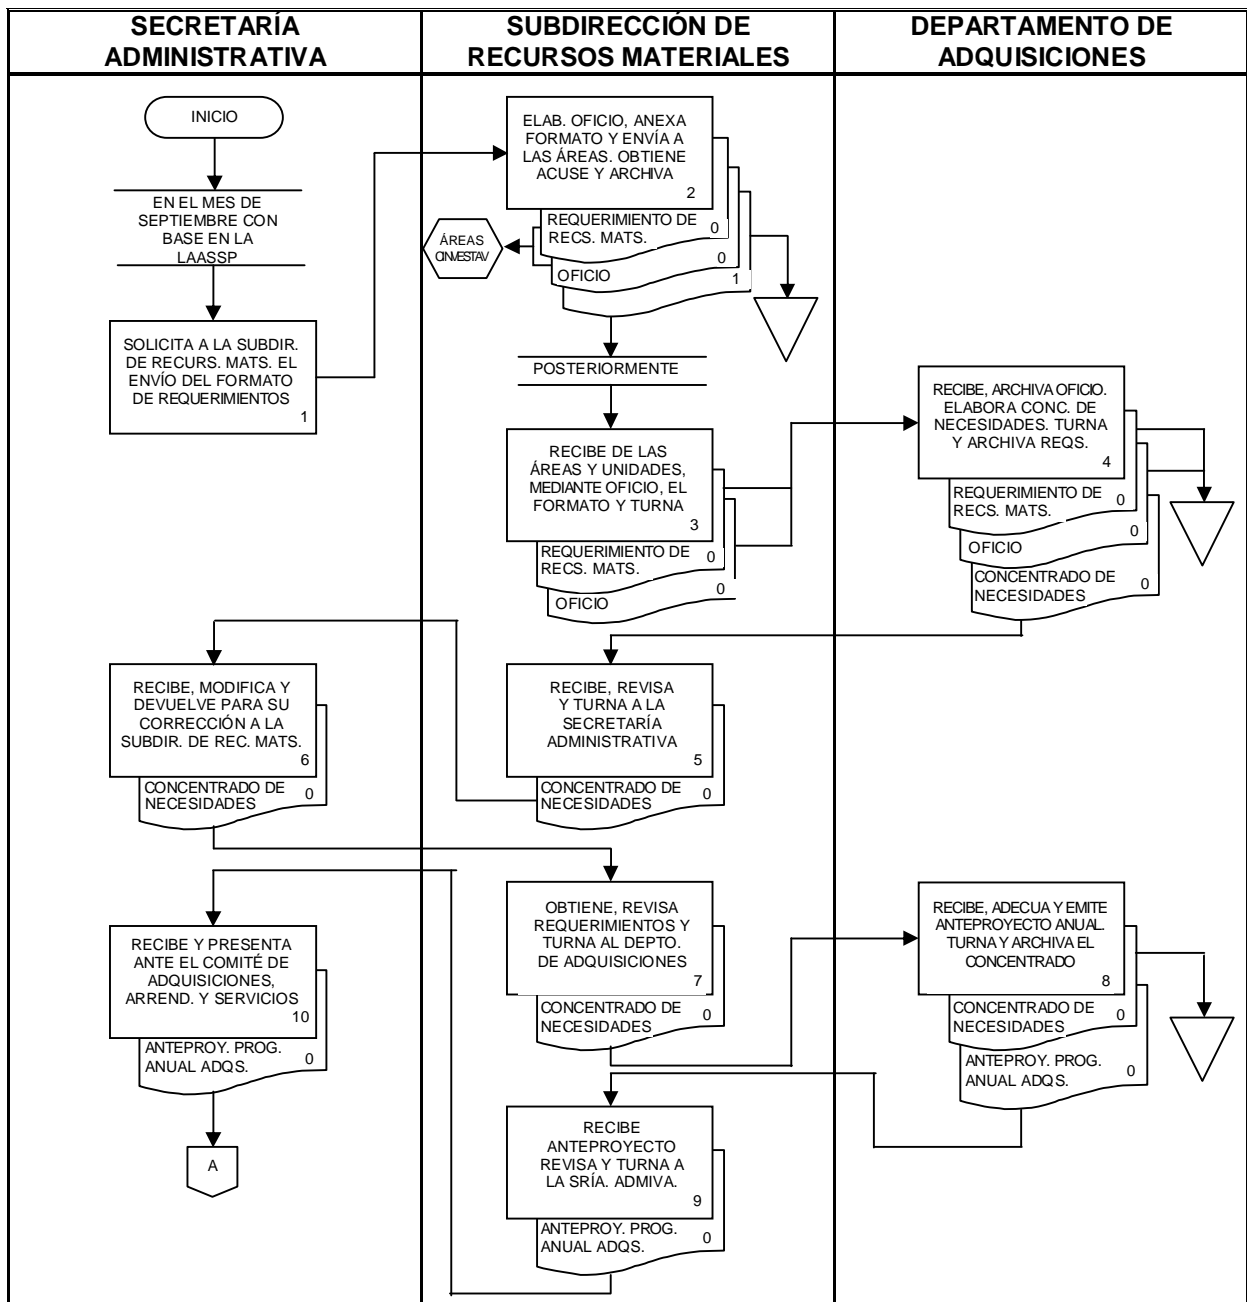 SECRETARÍA
ADMINISTRATIVA
SUBDIRECCIÓN DE
RECURSOS MATERIALES
DEPARTAMENTO DE
ADQUISICIONES
INICIO
EN EL MES DE
SEPTIEMBRE CON
BASE EN LA
LAASSP
SOLICITA A LA SUBDIR.
DE RECURS. MATS. EL
ENVÍO DEL FORMATO
DE REQUERIMIENTOS
1
ELAB. OFICIO, ANEXA
FORMATO Y ENVÍA A
LAS ÁREAS. OBTIENE
ACUSE Y ARCHIVA
2
REQUERIMIENTO DE
RECS. MATS.
0
OFICIO
0
1
ÁREAS
CINVESTAV
POSTERIORMENTE
RECIBE DE LAS
ÁREAS Y UNIDADES,
MEDIANTE OFICIO, EL
FORMATO Y TURNA
3
REQUERIMIENTO DE
RECS. MATS.
0
OFICIO
0
RECIBE, ARCHIVA OFICIO.
ELABORA CONC. DE
NECESIDADES. TURNA
Y ARCHIVA REQS.
4
REQUERIMIENTO DE
RECS. MATS.
0
OFICIO
0
CONCENTRADO DE
NECESIDADES
0
RECIBE, REVISA
Y TURNA A LA
SECRETARÍA
ADMINISTRATIVA
5
CONCENTRADO DE
NECESIDADES
0
RECIBE, MODIFICA Y
DEVUELVE PARA SU
CORRECCIÓN A LA
SUBDIR. DE REC. MATS.
6
CONCENTRADO DE
NECESIDADES
0
OBTIENE, REVISA
REQUERIMIENTOS Y
TURNA AL DEPTO.
DE ADQUISICIONES
7
CONCENTRADO DE
NECESIDADES
0
RECIBE, ADECUA Y EMITE
ANTEPROYECTO ANUAL.
TURNA Y ARCHIVA EL
CONCENTRADO
8
CONCENTRADO DE
NECESIDADES
0
ANTEPROY. PROG.
ANUAL ADQS.
0
RECIBE
ANTEPROYECTO
REVISA Y TURNA A
LA SRÍA. ADMIVA.
9
ANTEPROY. PROG.
ANUAL ADQS.
0
RECIBE Y PRESENTA
ANTE EL COMITÉ DE
ADQUISICIONES,
ARREND. Y SERVICIOS
10
ANTEPROY. PROG.
ANUAL ADQS.
0
A